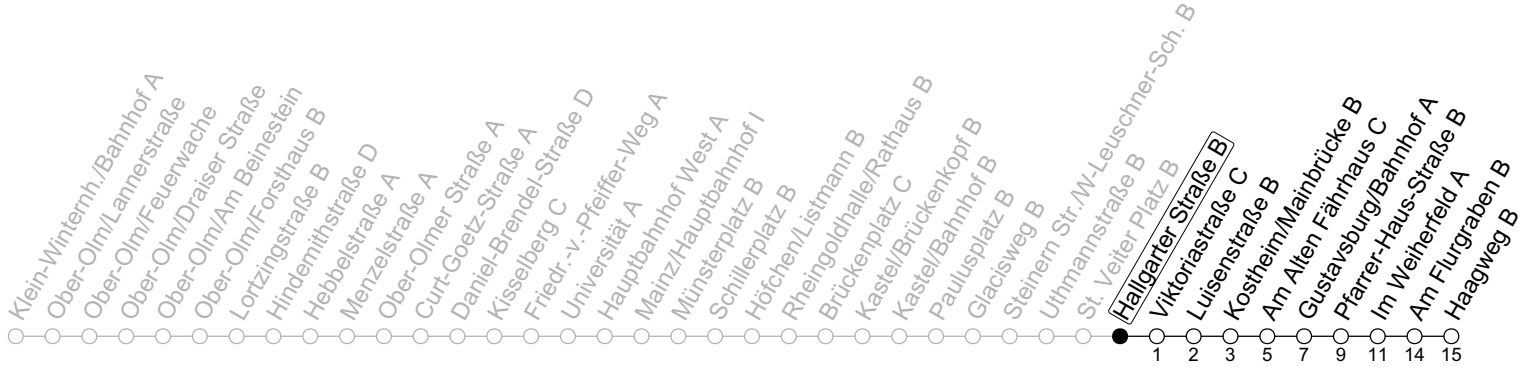 Klein-Winternh./Bahnhof A
Ober-Olm/Lannerstraße
Ober-Olm/Feuerwache
Ober-Olm/Draiser Straße
Ober-Olm/Am Beinestein
Ober-Olm/Forsthaus B
Lortzingstraße B
Hindemithstraße D
Hebbelstraße A
Menzelstraße A
Ober-Olmer Straße A
Curt-Goetz-Straße A
Daniel-Brendel-Straße D
Kisselberg C
Friedr.-v.-Pfeiffer-Weg A
Universität A
Hauptbahnhof West A
Mainz/Hauptbahnhof I
Münsterplatz B
Schillerplatz B
Höfchen/Listmann B
Rheingoldhalle/Rathaus B
Brückenplatz C
Kastel/Brückenkopf B
Kastel/Bahnhof B
Paulusplatz B
Glacisweg B
Steinern Str./W-Leuschner-Sch. B
Uthmannstraße B
St. Veiter Platz B
Hallgarter Straße B
Viktoriastraße C
Luisenstraße B
Kostheim/Mainbrücke B
Am Alten Fährhaus C
Gustavsburg/Bahnhof A
Pfarrer-Haus-Straße B
Im Weiherfeld A
Am Flurgraben B
Haagweg B
1 2 3 5 7 9 11 14 15